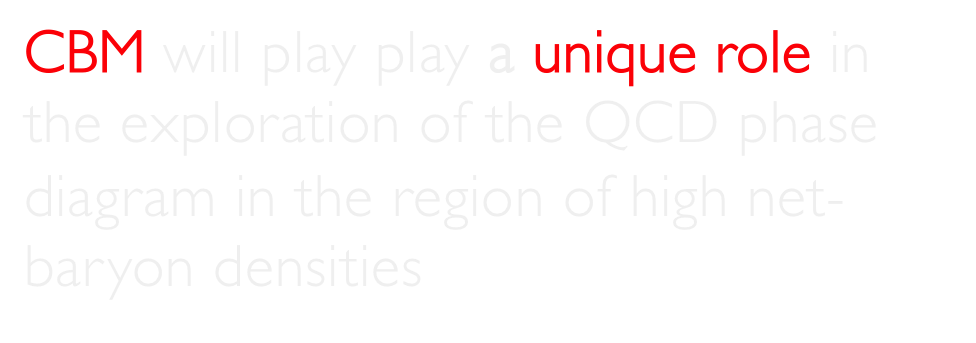 CBM will play play a unique role in
the exploration of the QCD phase
diagram in the region of high net-
baryon densities